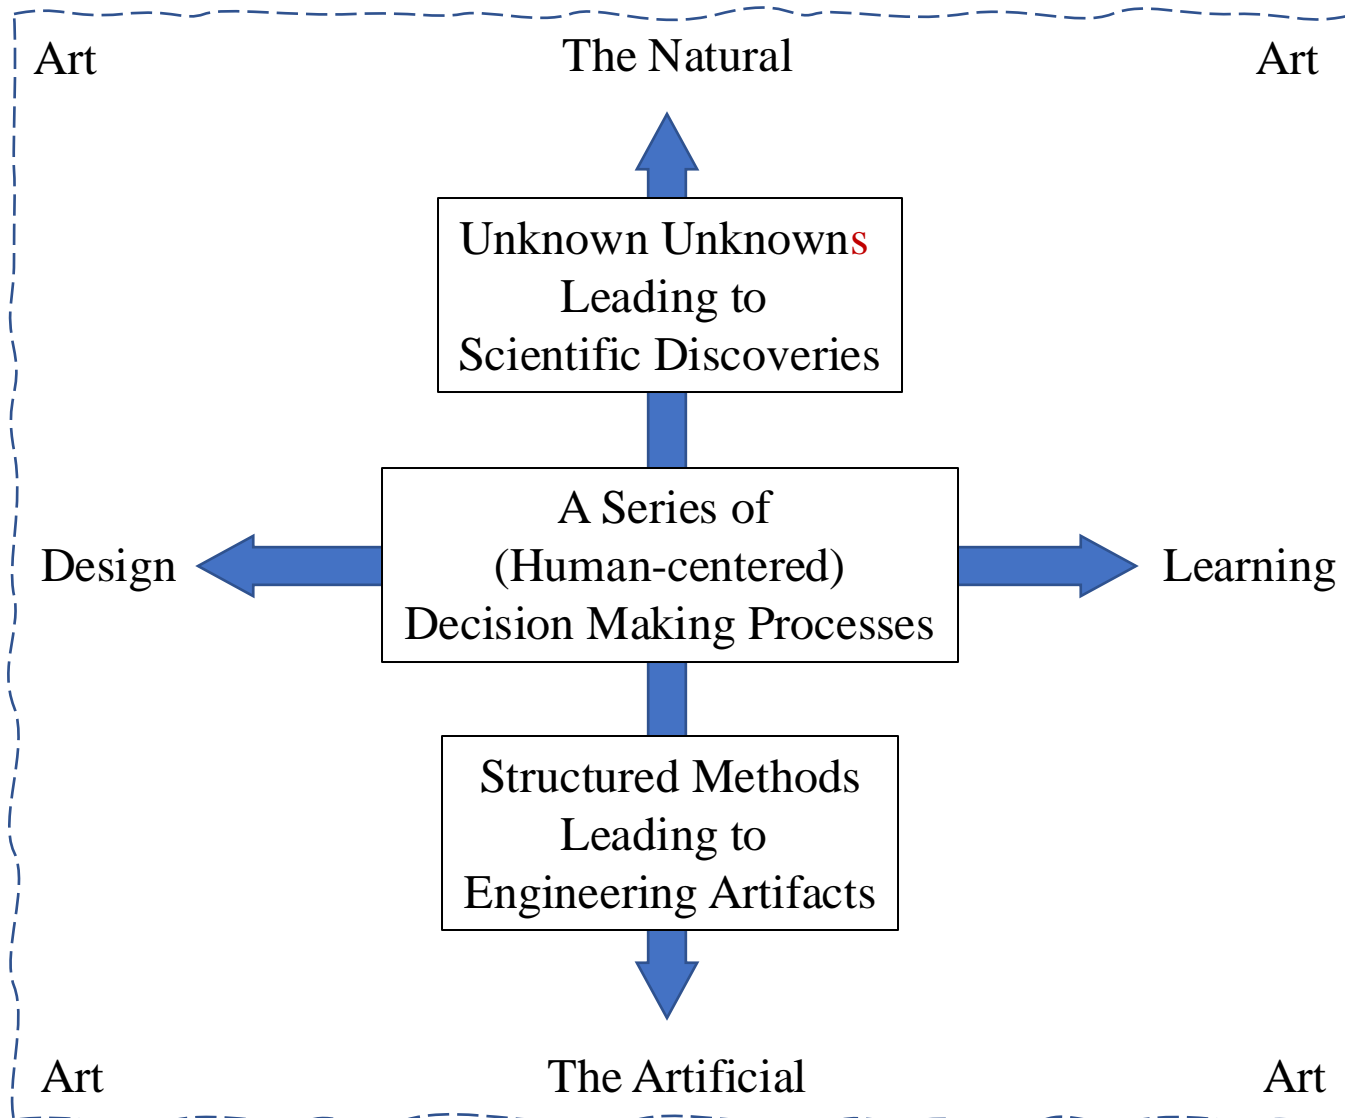 Art
The Natural
Art
Unknown Unknowns
Leading to
Scientific Discoveries
A Series of
(Human-centered)
Decision Making Processes
Design
Learning
Structured Methods
Leading to
Engineering Artifacts
Art
The Artificial
Art